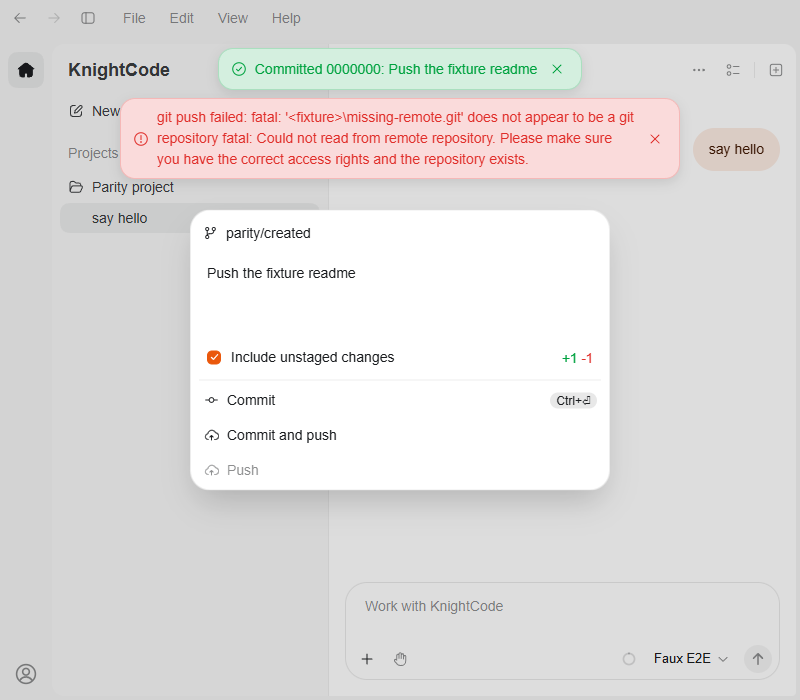 File Edit View Help
KnightCode
Committed 0000000: Push the fixture readme
New
git push failed: fatal: '<fixture>\missing-remote.git' does not appear to be a git
repository fatal: Could not read from remote repository. Please make sure
you have the correct access rights and the repository exists.
say hello
Projects
Parity project
say hello
parity/created
Push the fixture readme
Include unstaged changes +1 -1
Commit Ctrl+⏎
Commit and push
Push
Work with KnightCode
Faux E2E